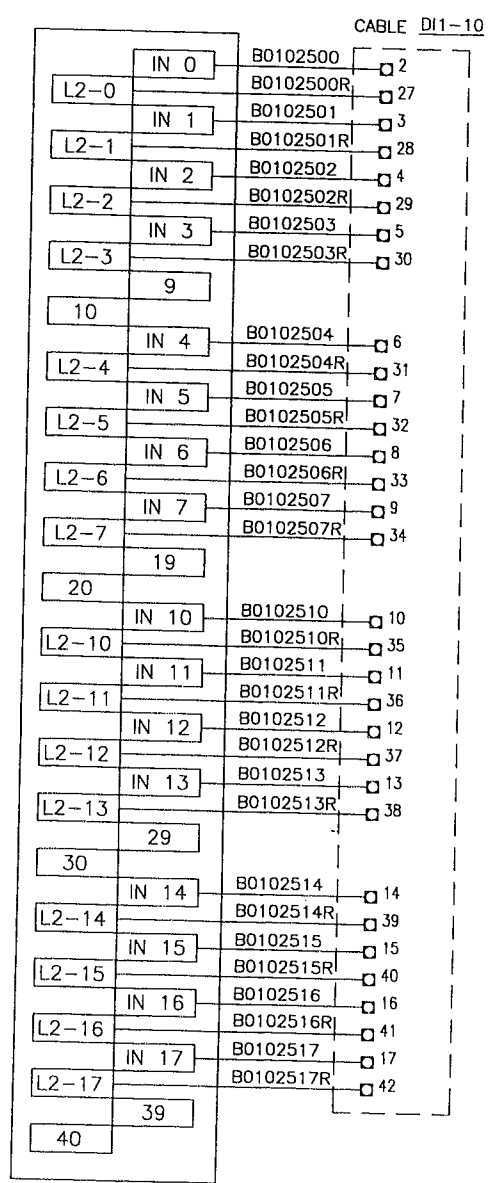 CABLE DI1-10
IN 0 B0102500 2
L2-0 B0102500R 27
IN 1 B0102501 3
L2-1 B0102501R 28
IN 2 B0102502 4
L2-2 B0102502R 29
IN 3 B0102503 5
L2-3 B0102503R 30
9
10
IN 4 B0102504 6
L2-4 B0102504R 31
IN 5 B0102505 7
L2-5 B0102505R 32
IN 6 B0102506 8
L2-6 B0102506R 33
IN 7 B0102507 9
L2-7 B0102507R 34
19
20
IN 10 B0102510 10
L2-10 B0102510R 35
IN 11 B0102511 11
L2-11 B0102511R 36
IN 12 B0102512 12
L2-12 B0102512R 37
IN 13 B0102513 13
L2-13 B0102513R 38
29
30
IN 14 B0102514 14
L2-14 B0102514R 39
IN 15 B0102515 15
L2-15 B0102515R 40
IN 16 B0102516 16
L2-16 B0102516R 41
IN 17 B0102517 17
L2-17 B0102517R 42
39
40